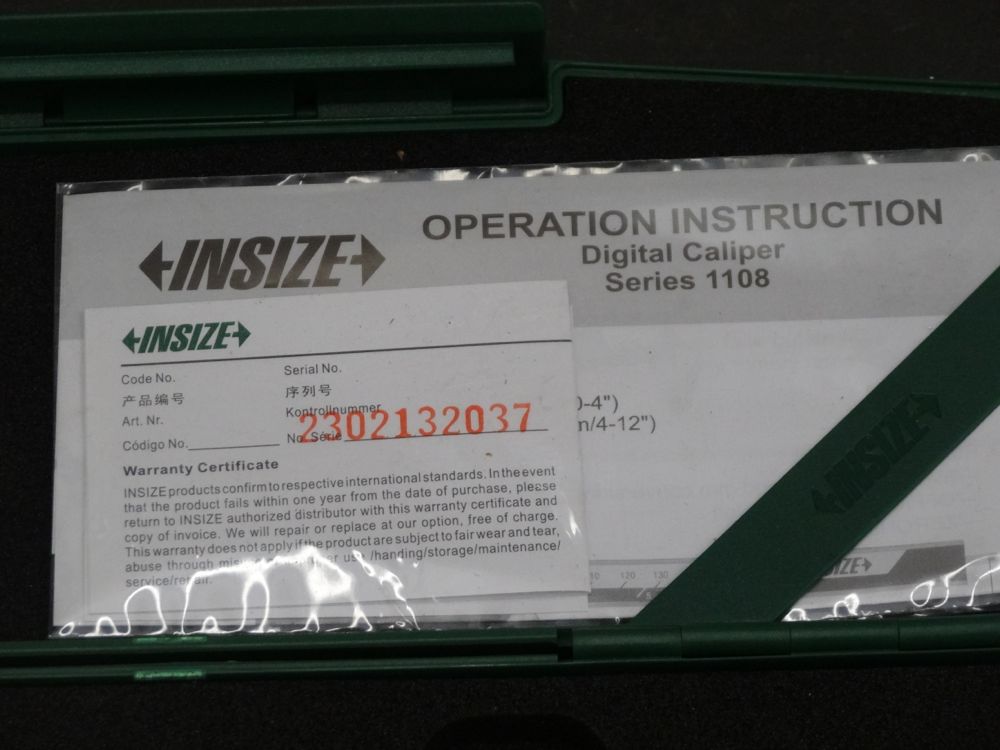 INSIZE
OPERATION INSTRUCTION
Digital Caliper
Series 1108
INSIZE
Code No.
产品编号
Art. Nr.
Código No.
Serial No.
序列号
Kontrollnummer
No. Série
2302132037
Warranty Certificate
INSIZE products confirm to respective international standards. In the event
that the product fails within one year from the date of purchase, please
return to INSIZE authorized distributor with this warranty certificate and
copy of invoice. We will repair or replace at our option, free of charge.
This warranty does not apply if the product are subject to fair wear and tear,
abuse through use /handing/storage/maintenance/
service/repair.
0-4")
n/4-12")
120 130
INSIZE